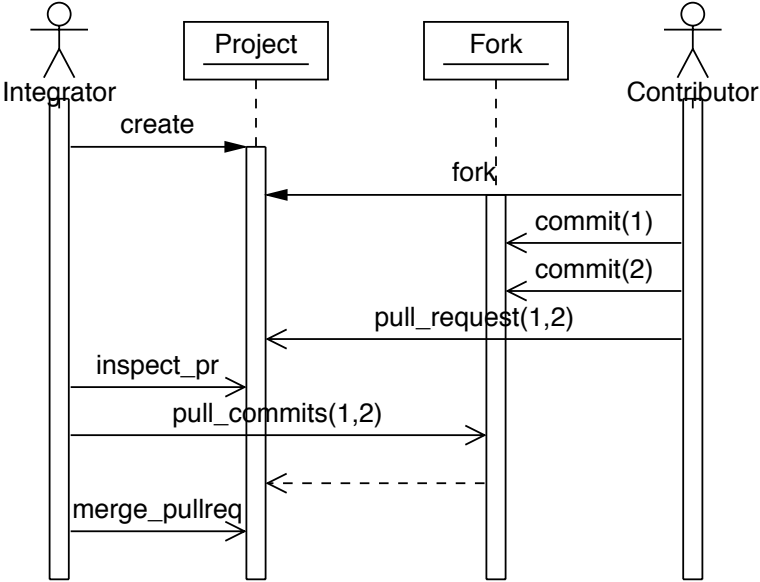 Project
Fork
Integrator
Contributor
create
fork
commit(1)
commit(2)
pull_request(1,2)
inspect_pr
pull_commits(1,2)
merge_pullreq